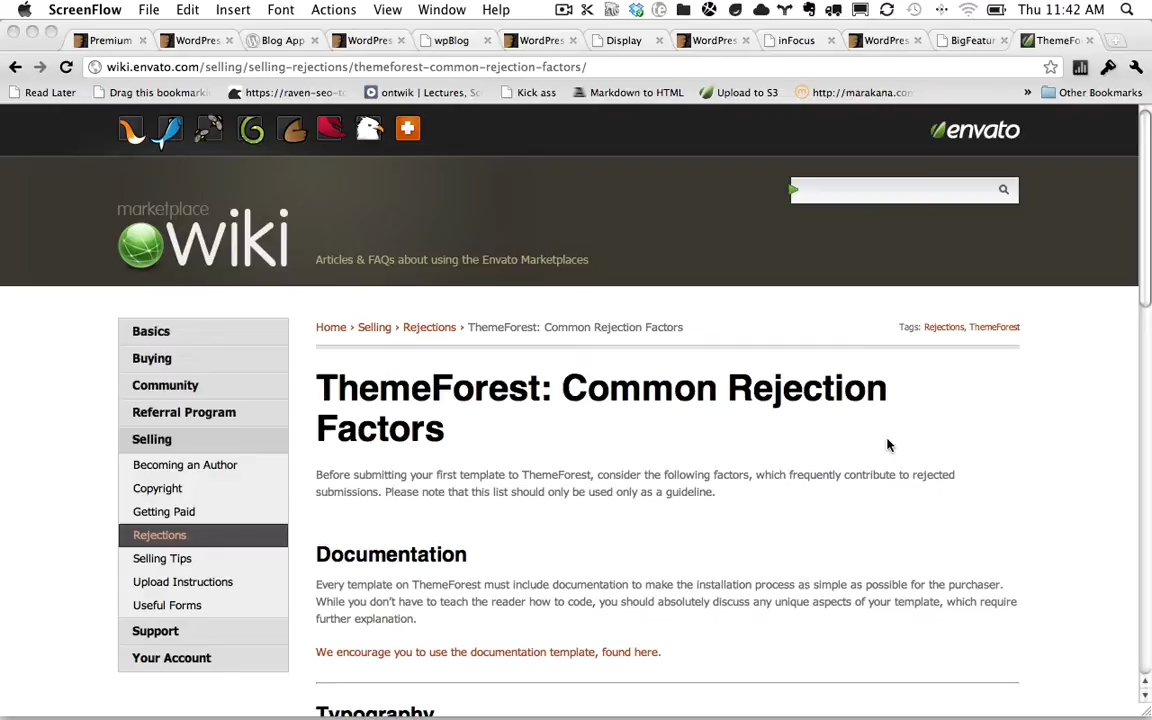 ScreenFlow File Edit Insert Font Actions View Window Help Thu 11:42 AM
Premium WordPres Blog App WordPres wpBlog WordPres Display WordPres inFocus WordPres BigFeatur ThemeFo
wiki.envato.com/selling/selling-rejections/themeforest-common-rejection-factors/
Read Later Drag this bookmarkl https://raven-seo-to ontwik | Lectures, Sc Kick ass Markdown to HTML Upload to S3 http://marakana.com » Other Bookmarks
envato
marketplace
wiki
Articles & FAQs about using the Envato Marketplaces
Basics
Buying
Community
Referral Program
Selling
Becoming an Author
Copyright
Getting Paid
Rejections
Selling Tips
Upload Instructions
Useful Forms
Support
Your Account
Home › Selling › Rejections › ThemeForest: Common Rejection Factors
Tags: Rejections, ThemeForest
ThemeForest: Common Rejection
Factors
Before submitting your first template to ThemeForest, consider the following factors, which frequently contribute to rejected
submissions. Please note that this list should only be used only as a guideline.
Documentation
Every template on ThemeForest must include documentation to make the installation process as simple as possible for the purchaser.
While you don't have to teach the reader how to code, you should absolutely discuss any unique aspects of your template, which require
further explanation.
We encourage you to use the documentation template, found here.
Typography